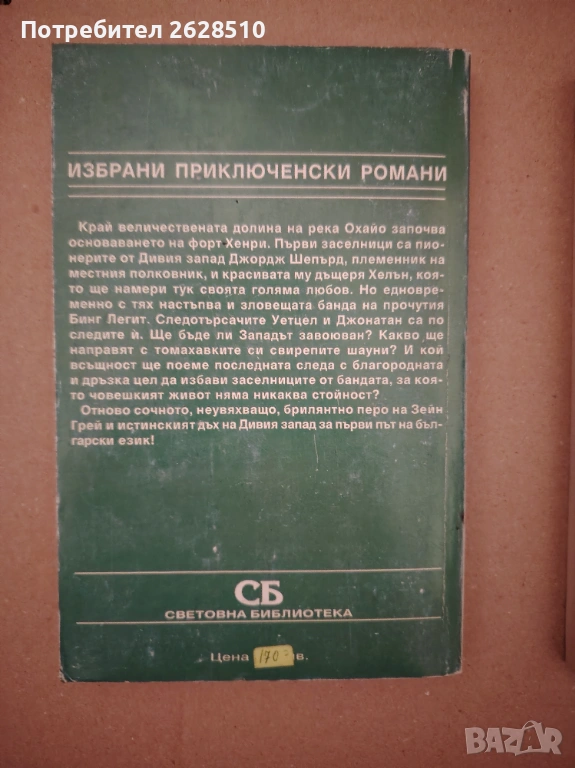 Потребител 2628510
ИЗБРАНИ ПРИКЛЮЧЕНСКИ РОМАНИ
Край величествената долина на река Охайо започва
основаването на форт Хенри. Първи заселници са пио-
нерите от Дивия запад Джордж Шепърд, племенник на
местния полковник, и красивата му дъщеря Хелън, коя-
то ще намери тук своята голяма любов. Но едновре-
менно с тях настъпва и зловещата банда на прочутия
Бинг Легит. Следотърсачите Уетцел и Джонатан са по
следите ѝ. Ще бъде ли Западът завоюван? Какво ще
направят с томахавките си свирепите шауни? И кой
всъщност ще поеме последната следа с благородната
и дръзка цел да избави заселниците от бандата, за коя-
то човешкият живот няма никаква стойност?
Отново сочното, неувяхващо, брилянтно перо на Зейн
Грей и истинският дъх на Дивия запад за първи път на бъл-
гарски език!
СБ
СВЕТОВНА БИБЛИОТЕКА
Цена 170 в.
BAZAR